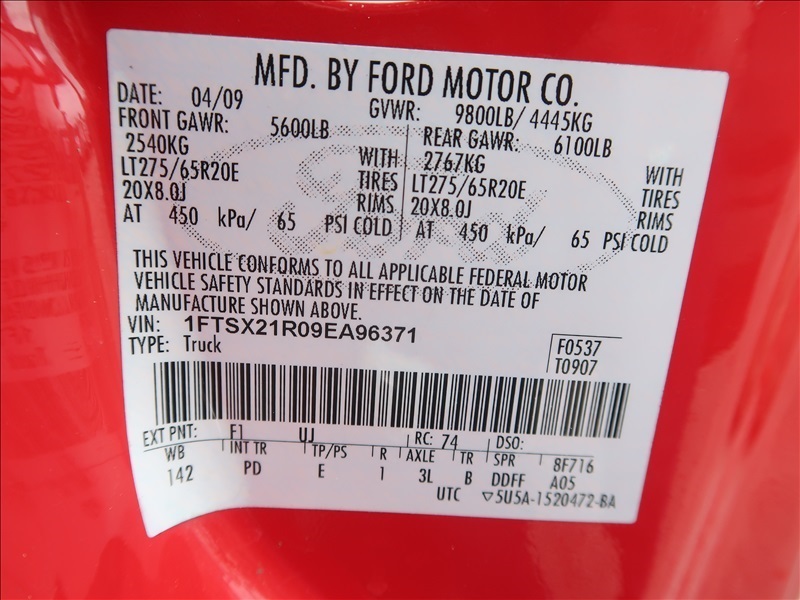 MFD. BY FORD MOTOR CO.
DATE: 04/09 GVWR: 9800LB/ 4445KG
FRONT GAWR: 5600LB REAR GAWR: 6100LB
2540KG WITH 2767KG WITH
LT275/65R20E TIRES LT275/65R20E TIRES
20X8.0J RIMS 20X8.0J RIMS
AT 450 kPa/ 65 PSI COLD AT 450 kPa/ 65 PSI COLD
THIS VEHICLE CONFORMS TO ALL APPLICABLE FEDERAL MOTOR
VEHICLE SAFETY STANDARDS IN EFFECT ON THE DATE OF
MANUFACTURE SHOWN ABOVE.
VIN: 1FTSX21R09EA96371
TYPE: Truck
F0537
T0907
EXT PNT: F1 UJ RC: 74 DSO:
WB INT TR TP/PS R AXLE TR SPR 8F716
142 PD E 1 3L B DDFF A05
UTC ▽5U5A-1520472-BA
Ford